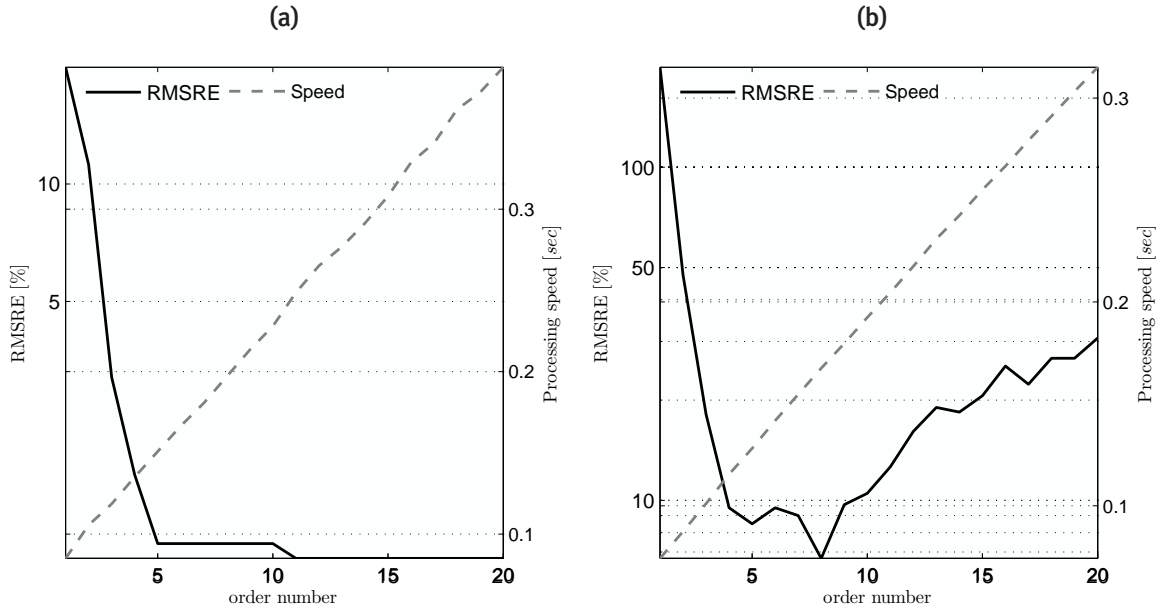 (a)
RMSRE
Speed
10
5
RMSRE [%]
0.3
0.2
0.1
Processing speed [sec]
5
10
15
20
order number
(b)
RMSRE
Speed
100
50
10
RMSRE [%]
0.3
0.2
0.1
Processing speed [sec]
5
10
15
20
order number